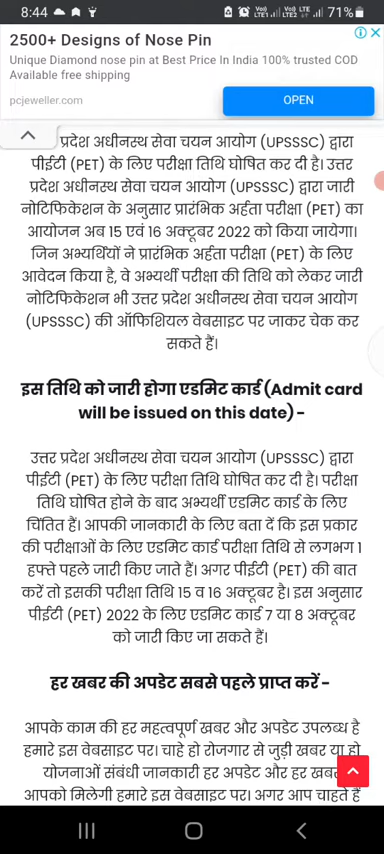 8:44
Vo) LTE1 Vo) LTE2 LTE 71%
2500+ Designs of Nose Pin
Unique Diamond nose pin at Best Price In India 100% trusted COD
Available free shipping
pcjeweller.com
OPEN
प्रदेश अधीनस्थ सेवा चयन आयोग (UPSSSC) द्वारा
पीईटी (PET) के लिए परीक्षा तिथि घोषित कर दी है। उत्तर
प्रदेश अधीनस्थ सेवा चयन आयोग (UPSSSC) द्वारा जारी
नोटिफिकेशन के अनुसार प्रारंभिक अर्हता परीक्षा (PET) का
आयोजन अब 15 एवं 16 अक्टूबर 2022 को किया जायेगा।
जिन अभ्यर्थियों ने प्रारंभिक अर्हता परीक्षा (PET) के लिए
आवेदन किया है, वे अभ्यर्थी परीक्षा की तिथि को लेकर जारी
नोटिफिकेशन भी उत्तर प्रदेश अधीनस्थ सेवा चयन आयोग
(UPSSSC) की ऑफिशियल वेबसाइट पर जाकर चेक कर
सकते हैं।
इस तिथि को जारी होगा एडमिट कार्ड (Admit card
will be issued on this date) -
उत्तर प्रदेश अधीनस्थ सेवा चयन आयोग (UPSSSC) द्वारा
पीईटी (PET) के लिए परीक्षा तिथि घोषित कर दी है। परीक्षा
तिथि घोषित होने के बाद अभ्यर्थी एडमिट कार्ड के लिए
चिंतित हैं। आपकी जानकारी के लिए बता दें कि इस प्रकार
की परीक्षाओं के लिए एडमिट कार्ड परीक्षा तिथि से लगभग 1
हफ्ते पहले जारी किए जाते हैं। अगर पीईटी (PET) की बात
करें तो इसकी परीक्षा तिथि 15 व 16 अक्टूबर है। इस अनुसार
पीईटी (PET) 2022 के लिए एडमिट कार्ड 7 या 8 अक्टूबर
को जारी किए जा सकते हैं।
हर खबर की अपडेट सबसे पहले प्राप्त करें -
आपके काम की हर महत्वपूर्ण खबर और अपडेट उपलब्ध है
हमारे इस वेबसाइट पर। चाहे हो रोजगार से जुड़ी खबर या हो
योजनाओं संबंधी जानकारी हर अपडेट और हर खबर
आपको मिलेगी हमारे इस वेबसाइट पर। अगर आप चाहते हैं